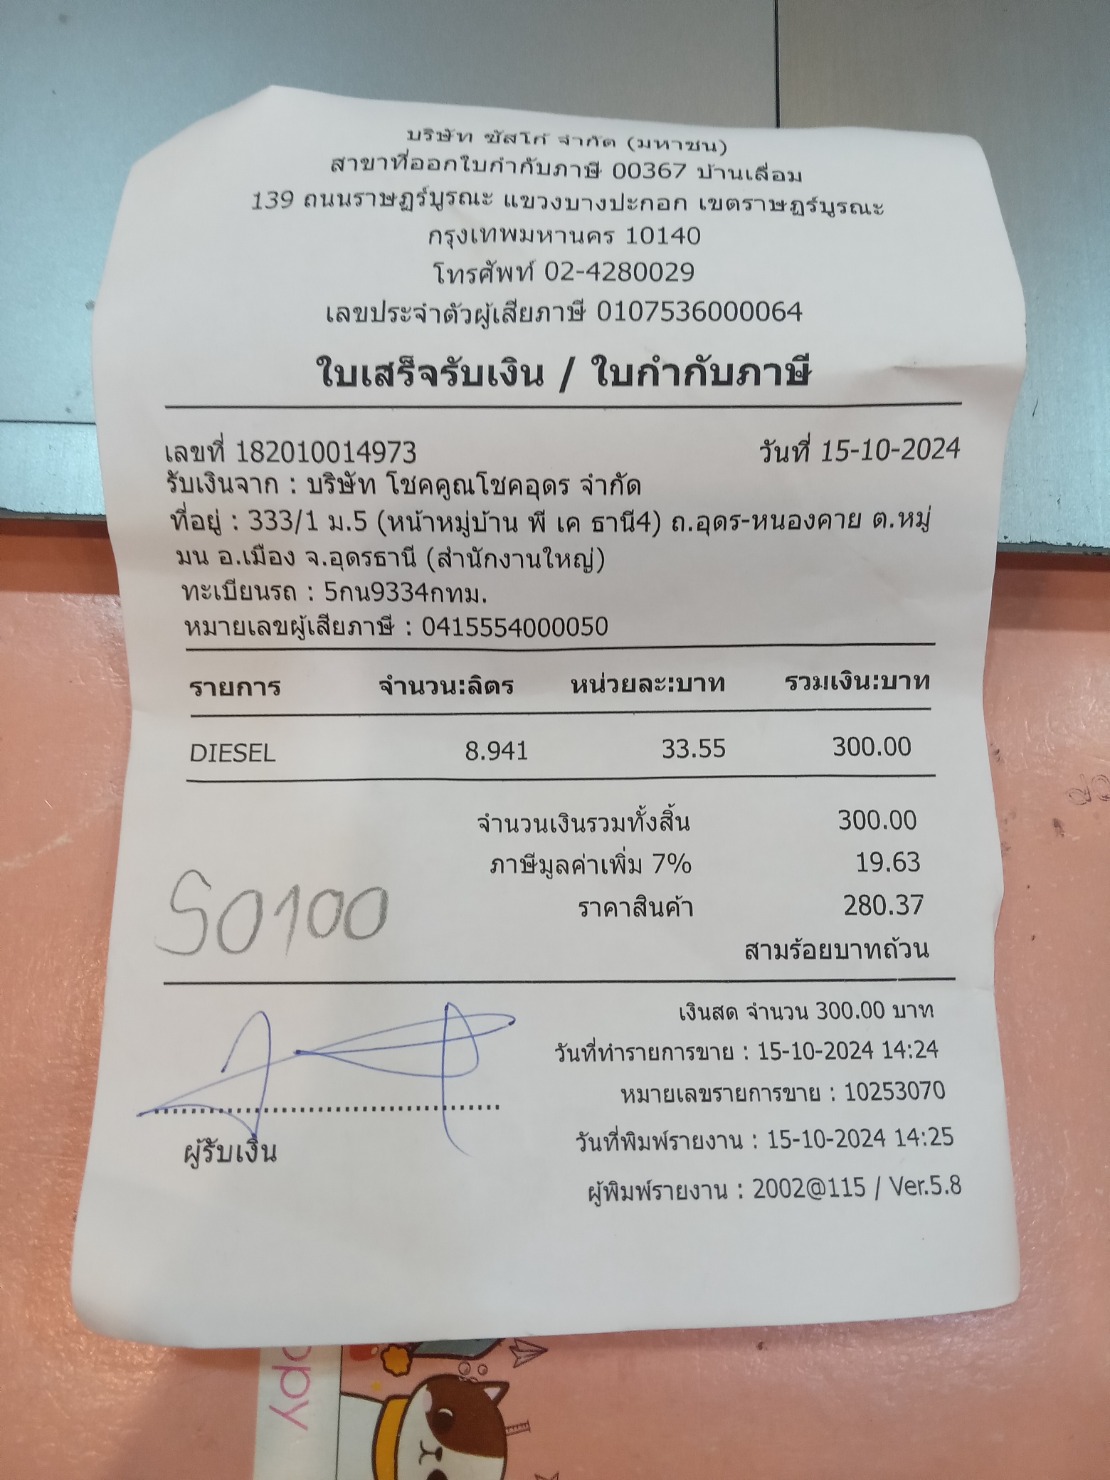 บริษัท ซัสโก้ จำกัด (มหาชน)
สาขาที่ออกใบกำกับภาษี 00367 บ้านเลื่อม
139 ถนนราษฎร์บูรณะ แขวงบางปะกอก เขตราษฎร์บูรณะ
กรุงเทพมหานคร 10140
โทรศัพท์ 02-4280029
เลขประจำตัวผู้เสียภาษี 0107536000064
ใบเสร็จรับเงิน / ใบกำกับภาษี
เลขที่ 182010014973 วันที่ 15-10-2024
รับเงินจาก : บริษัท โชคคูณโชคอุดร จำกัด
ที่อยู่ : 333/1 ม.5 (หน้าหมู่บ้าน พี เค ธานี4) ถ.อุดร-หนองคาย ต.หมู่
มน อ.เมือง จ.อุดรธานี (สำนักงานใหญ่)
ทะเบียนรถ : 5กน9334กทม.
หมายเลขผู้เสียภาษี : 0415554000050
รายการ จำนวน:ลิตร หน่วยละ:บาท รวมเงิน:บาท
DIESEL 8.941 33.55 300.00
จำนวนเงินรวมทั้งสิ้น 300.00
ภาษีมูลค่าเพิ่ม 7% 19.63
ราคาสินค้า 280.37
SO100
สามร้อยบาทถ้วน
เงินสด จำนวน 300.00 บาท
วันที่ทำรายการขาย : 15-10-2024 14:24
หมายเลขรายการขาย : 10253070
ผู้รับเงิน
วันที่พิมพ์รายงาน : 15-10-2024 14:25
ผู้พิมพ์รายงาน : 2002@115 / Ver.5.8